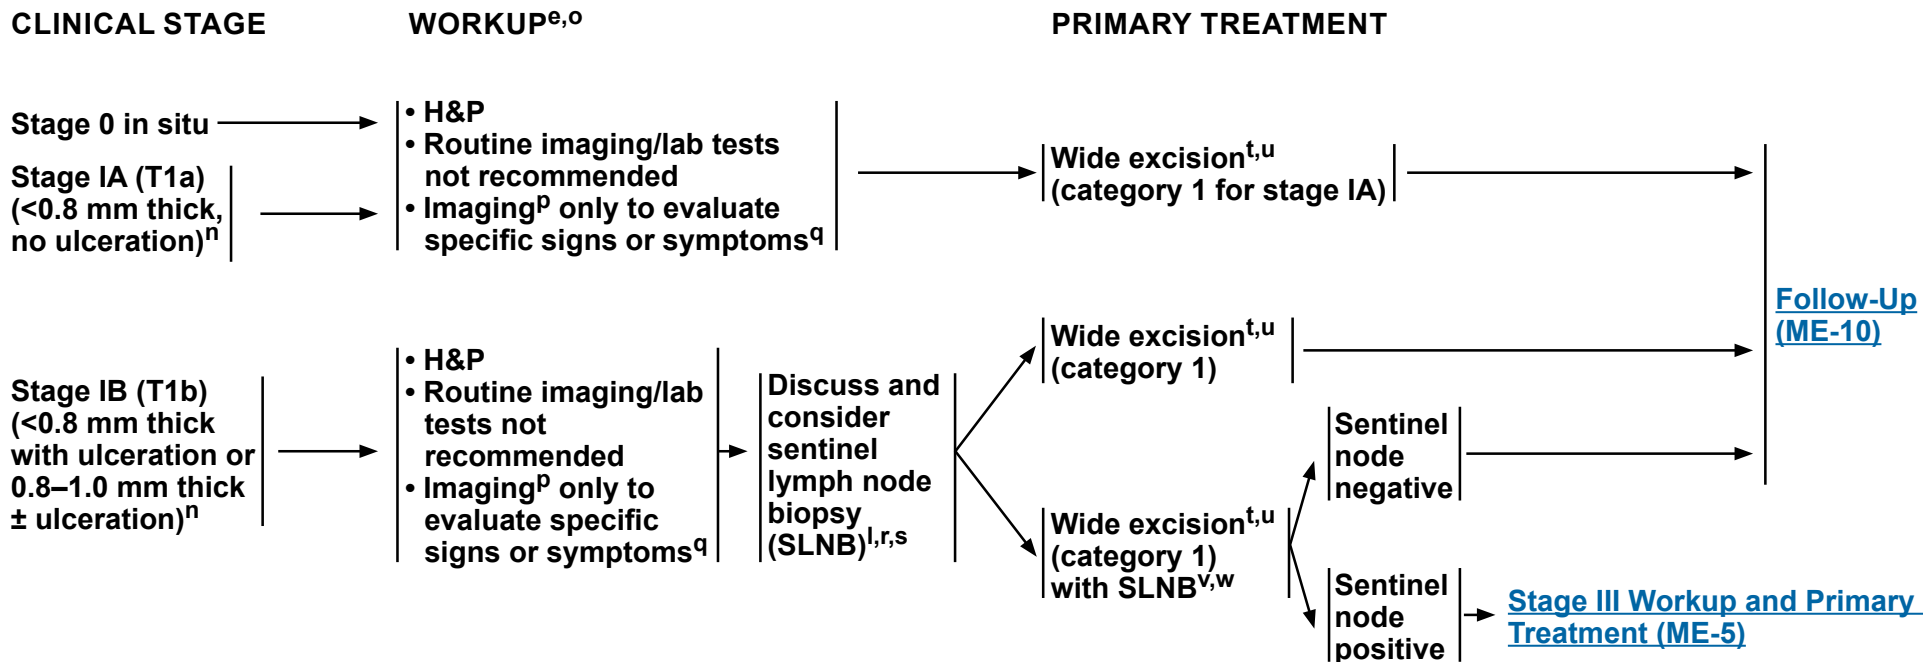 CLINICAL STAGE
WORKUPe,o
PRIMARY TREATMENT
Stage 0 in situ
Stage IA (T1a)
(<0.8 mm thick,
no ulceration)n
• H&P
• Routine imaging/lab tests
not recommended
• Imagingp only to evaluate
specific signs or symptomsq
Wide excisiont,u
(category 1 for stage IA)
Follow-Up
(ME-10)
Stage IB (T1b)
(<0.8 mm thick
with ulceration or
0.8–1.0 mm thick
± ulceration)n
• H&P
• Routine imaging/lab
tests not
recommended
• Imagingp only to
evaluate specific
signs or symptomsq
Discuss and
consider
sentinel
lymph node
biopsy
(SLNB)l,r,s
Wide excisiont,u
(category 1)
Wide excisiont,u
(category 1)
with SLNBv,w
Sentinel
node
negative
Sentinel
node
positive
Stage III Workup and Primary
Treatment (ME-5)